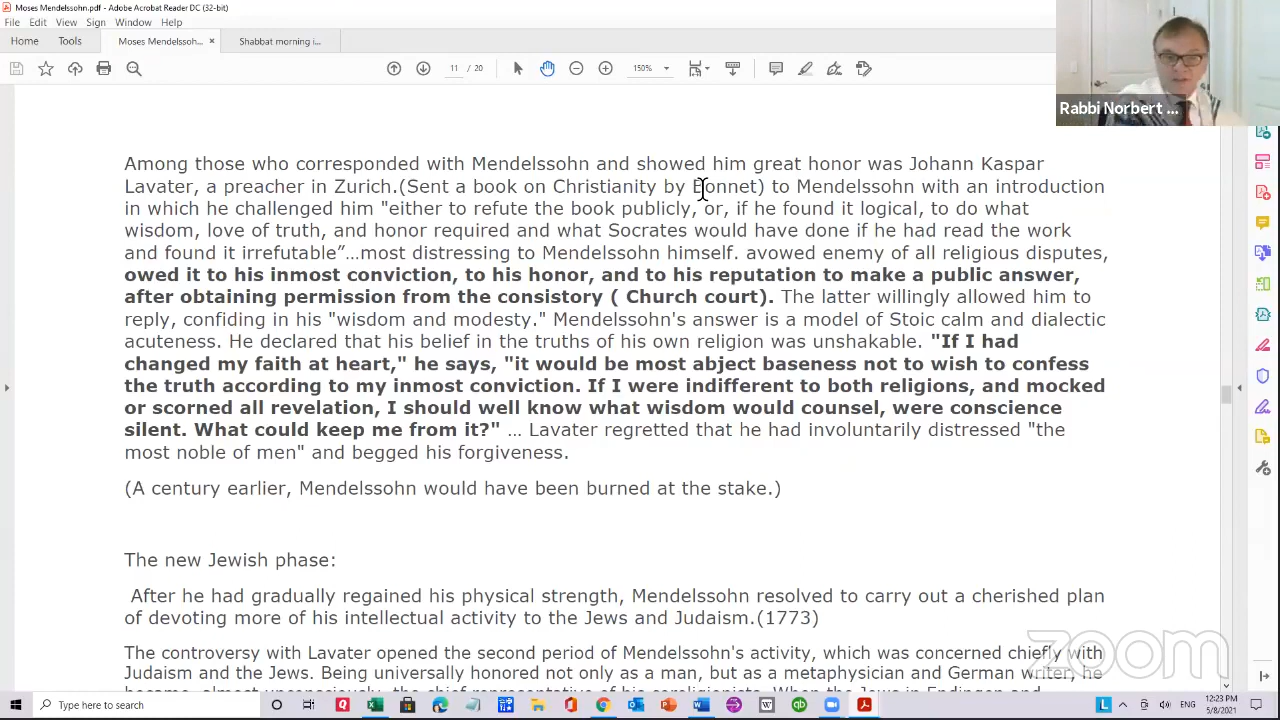 Moses Mendelssohn.pdf - Adobe Acrobat Reader DC (32-bit)
File Edit View Sign Window Help
Home Tools Moses Mendelssoh... × Shabbat morning i...
11 / 20 150%
Rabbi Norbert ...
Among those who corresponded with Mendelssohn and showed him great honor was Johann Kaspar
Lavater, a preacher in Zurich.(Sent a book on Christianity by Bonnet) to Mendelssohn with an introduction
in which he challenged him "either to refute the book publicly, or, if he found it logical, to do what
wisdom, love of truth, and honor required and what Socrates would have done if he had read the work
and found it irrefutable”…most distressing to Mendelssohn himself. avowed enemy of all religious disputes,
owed it to his inmost conviction, to his honor, and to his reputation to make a public answer,
after obtaining permission from the consistory ( Church court). The latter willingly allowed him to
reply, confiding in his "wisdom and modesty." Mendelssohn's answer is a model of Stoic calm and dialectic
acuteness. He declared that his belief in the truths of his own religion was unshakable. "If I had
changed my faith at heart," he says, "it would be most abject baseness not to wish to confess
the truth according to my inmost conviction. If I were indifferent to both religions, and mocked
or scorned all revelation, I should well know what wisdom would counsel, were conscience
silent. What could keep me from it?" … Lavater regretted that he had involuntarily distressed "the
most noble of men" and begged his forgiveness.
(A century earlier, Mendelssohn would have been burned at the stake.)
The new Jewish phase:
After he had gradually regained his physical strength, Mendelssohn resolved to carry out a cherished plan
of devoting more of his intellectual activity to the Jews and Judaism.(1773)
The controversy with Lavater opened the second period of Mendelssohn's activity, which was concerned chiefly with
Judaism and the Jews. Being universally honored not only as a man, but as a metaphysician and German writer, he
zoom
Type here to search
ENG 12:23 PM
5/8/2021